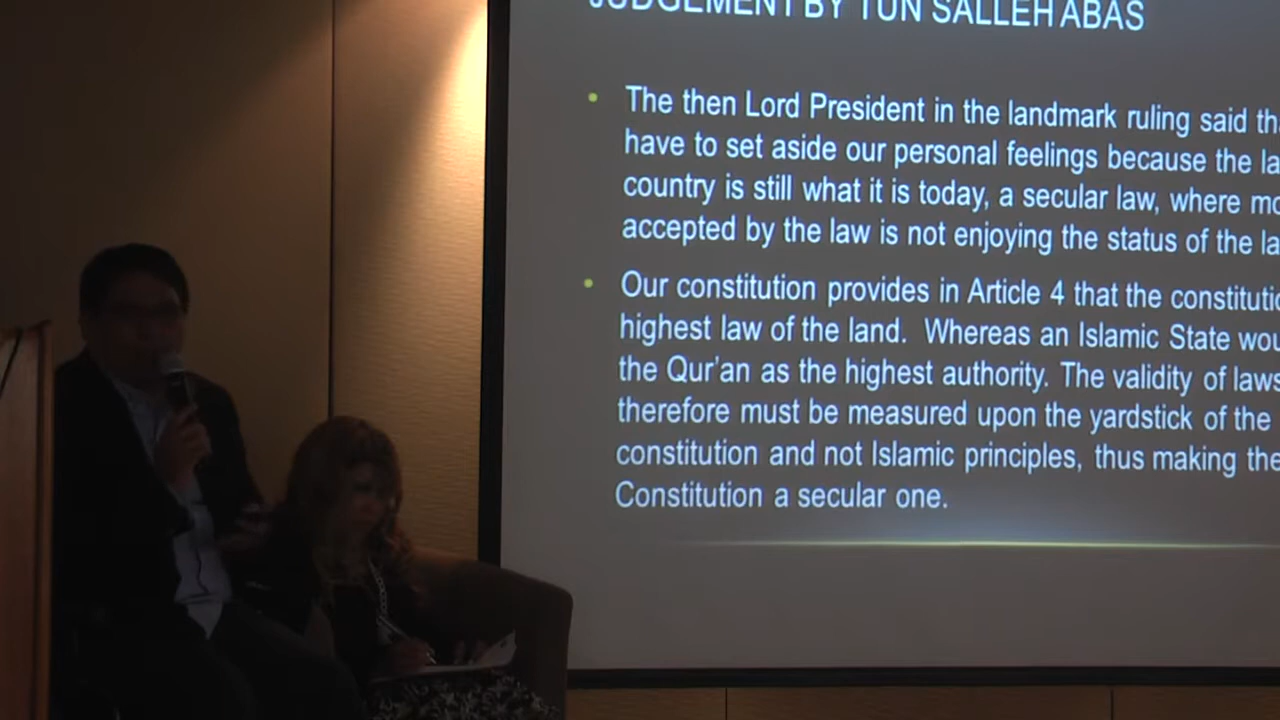 JUDGEMENT BY TUN SALLEH ABAS
• The then Lord President in the landmark ruling said
have to set aside our personal feelings because the
country is still what it is today, a secular law, where
accepted by the law is not enjoying the status of the
• Our constitution provides in Article 4 that the
highest law of the land. Whereas an Islamic State
the Qur'an as the highest authority. The validity of laws
therefore must be measured upon the yardstick of the
constitution and not Islamic principles, thus making the
Constitution a secular one.